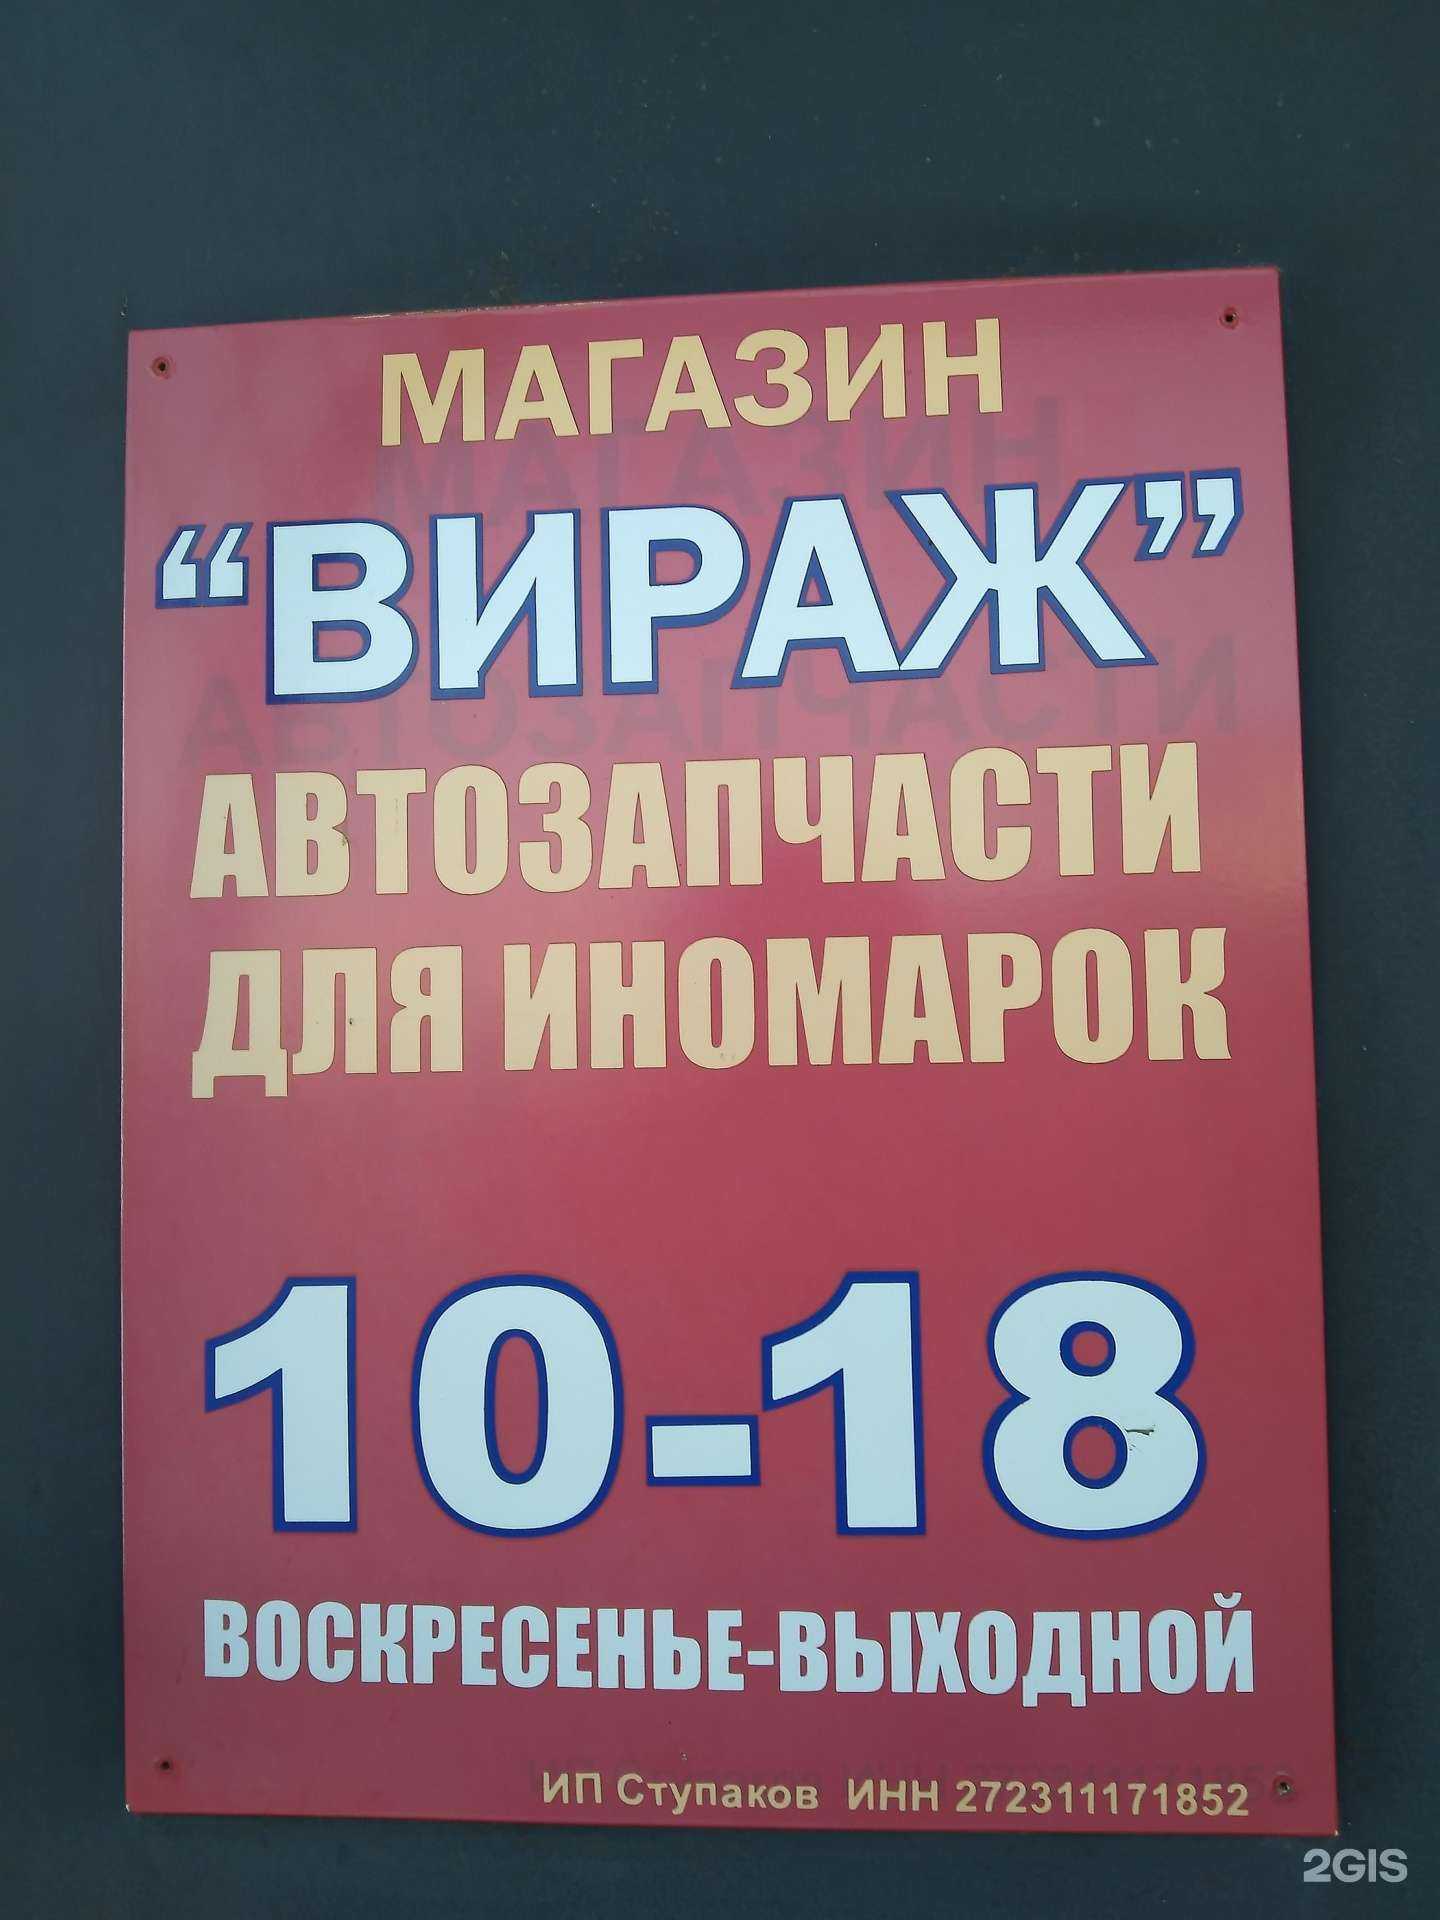 МАГАЗИН
“ВИРАЖ”
АВТОЗАПЧАСТИ
ДЛЯ ИНОМАРОК
10-18
ВОСКРЕСЕНЬЕ-ВЫХОДНОЙ
ИП Ступаков ИНН 272311171852
2GIS